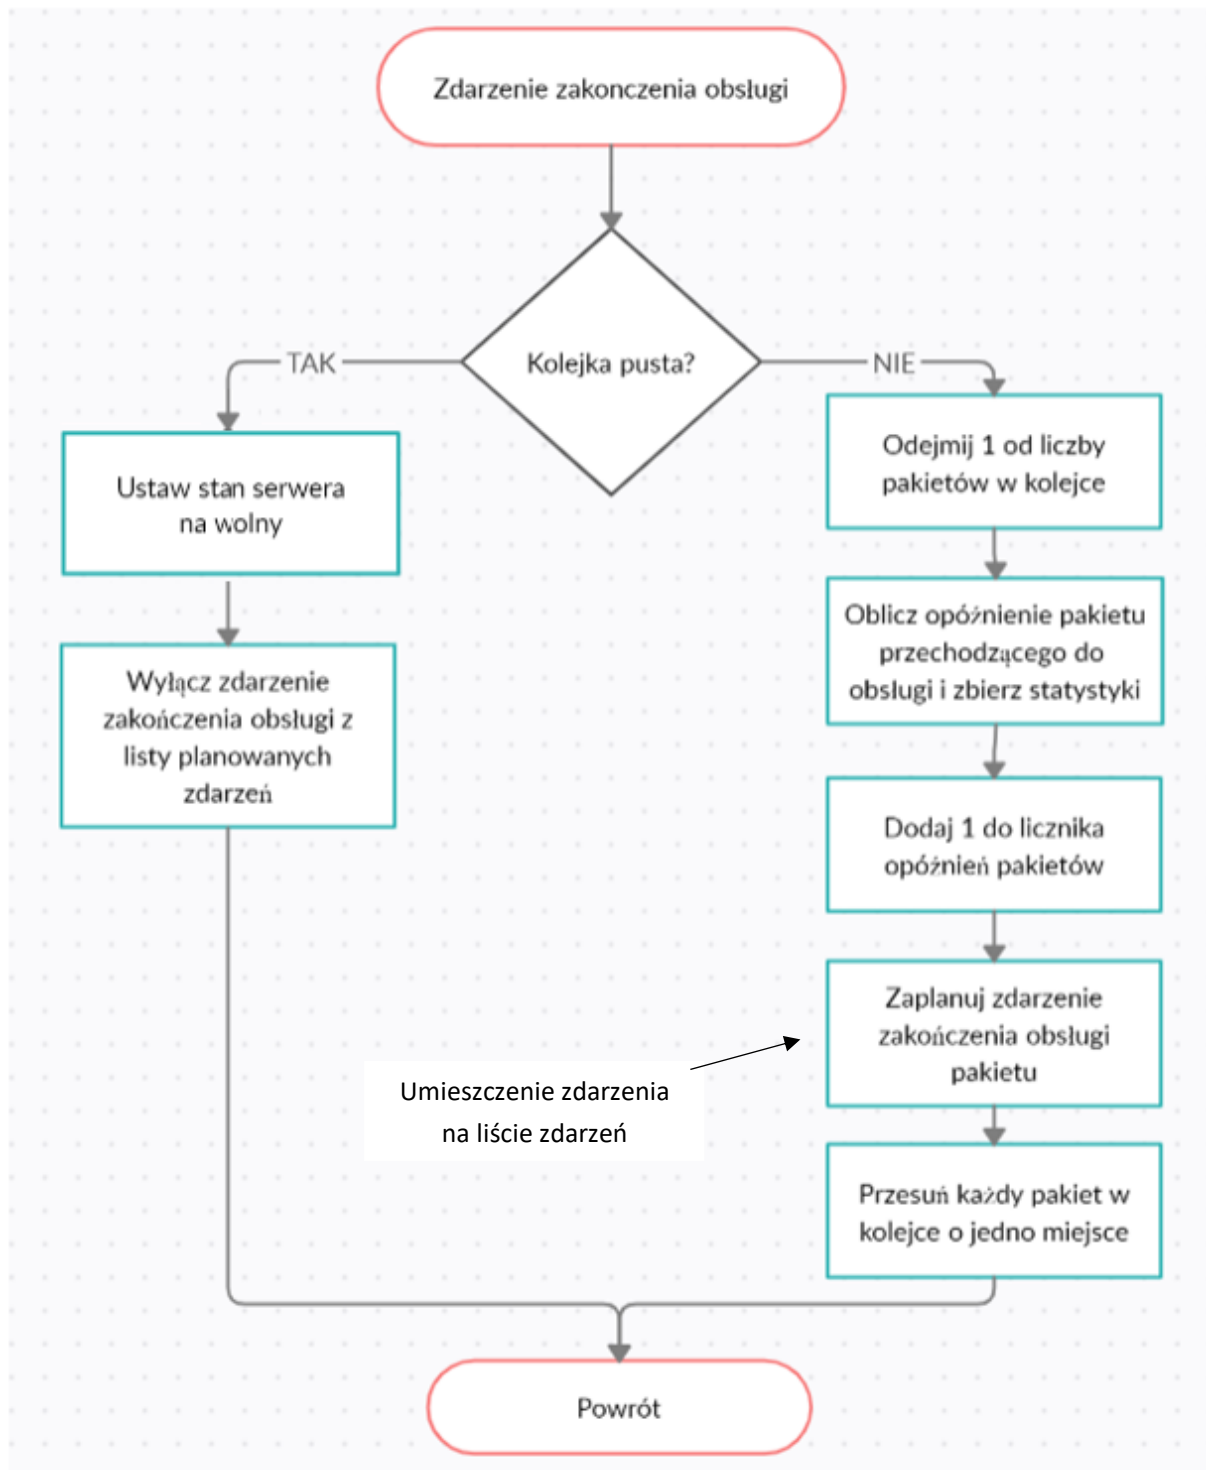 Zdarzenie zakonczenia obsługi
Kolejka pusta?
TAK
NIE
Ustaw stan serwera
na wolny
Wyłącz zdarzenie
zakończenia obsługi z
listy planowanych
zdarzeń
Odejmij 1 od liczby
pakietów w kolejce
Oblicz opóźnienie pakietu
przechodzącego do
obslugi i zbierz statystyki
Dodaj 1 do licznika
opóźnień pakietów
Zaplanuj zdarzenie
zakończenia obsługi
pakietu
Umieszczenie zdarzenia
na liście zdarzeń
Przesuń każdy pakiet w
kolejce o jedno miejsce
Powrót